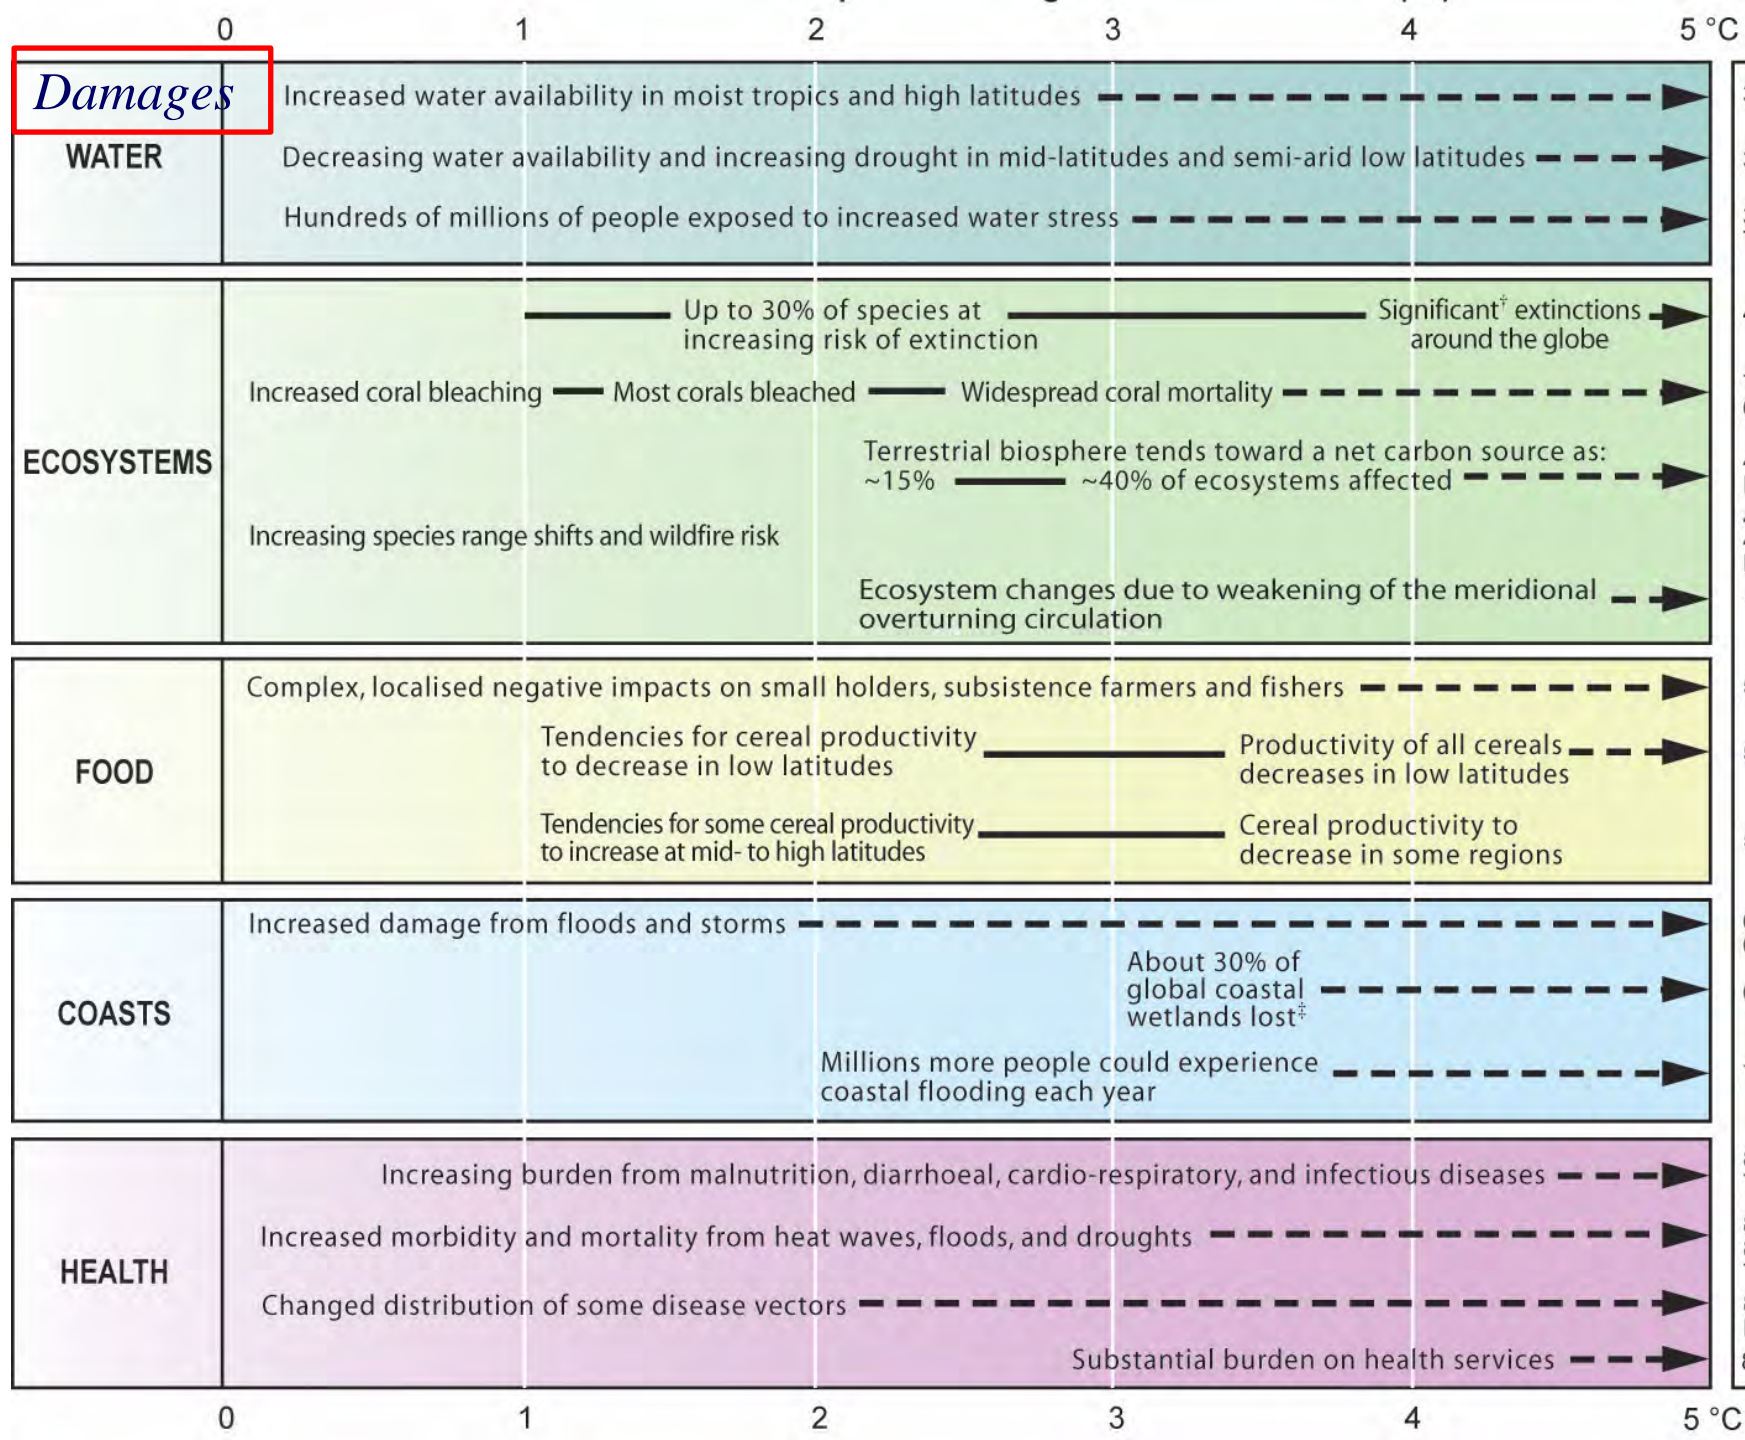 0 1 2 3 4 5 °C
Damages
WATER
Increased water availability in moist tropics and high latitudes
Decreasing water availability and increasing drought in mid-latitudes and semi-arid low latitudes
Hundreds of millions of people exposed to increased water stress
ECOSYSTEMS
Up to 30% of species at
increasing risk of extinction
Significant† extinctions
around the globe
Increased coral bleaching Most corals bleached Widespread coral mortality
Terrestrial biosphere tends toward a net carbon source as:
~15% ~40% of ecosystems affected
Increasing species range shifts and wildfire risk
Ecosystem changes due to weakening of the meridional
overturning circulation
FOOD
Complex, localised negative impacts on small holders, subsistence farmers and fishers
Tendencies for cereal productivity
to decrease in low latitudes
Productivity of all cereals
decreases in low latitudes
Tendencies for some cereal productivity
to increase at mid- to high latitudes
Cereal productivity to
decrease in some regions
COASTS
Increased damage from floods and storms
About 30% of
global coastal
wetlands lost‡
Millions more people could experience
coastal flooding each year
HEALTH
Increasing burden from malnutrition, diarrhoeal, cardio-respiratory, and infectious diseases
Increased morbidity and mortality from heat waves, floods, and droughts
Changed distribution of some disease vectors
Substantial burden on health services
0 1 2 3 4 5 °C